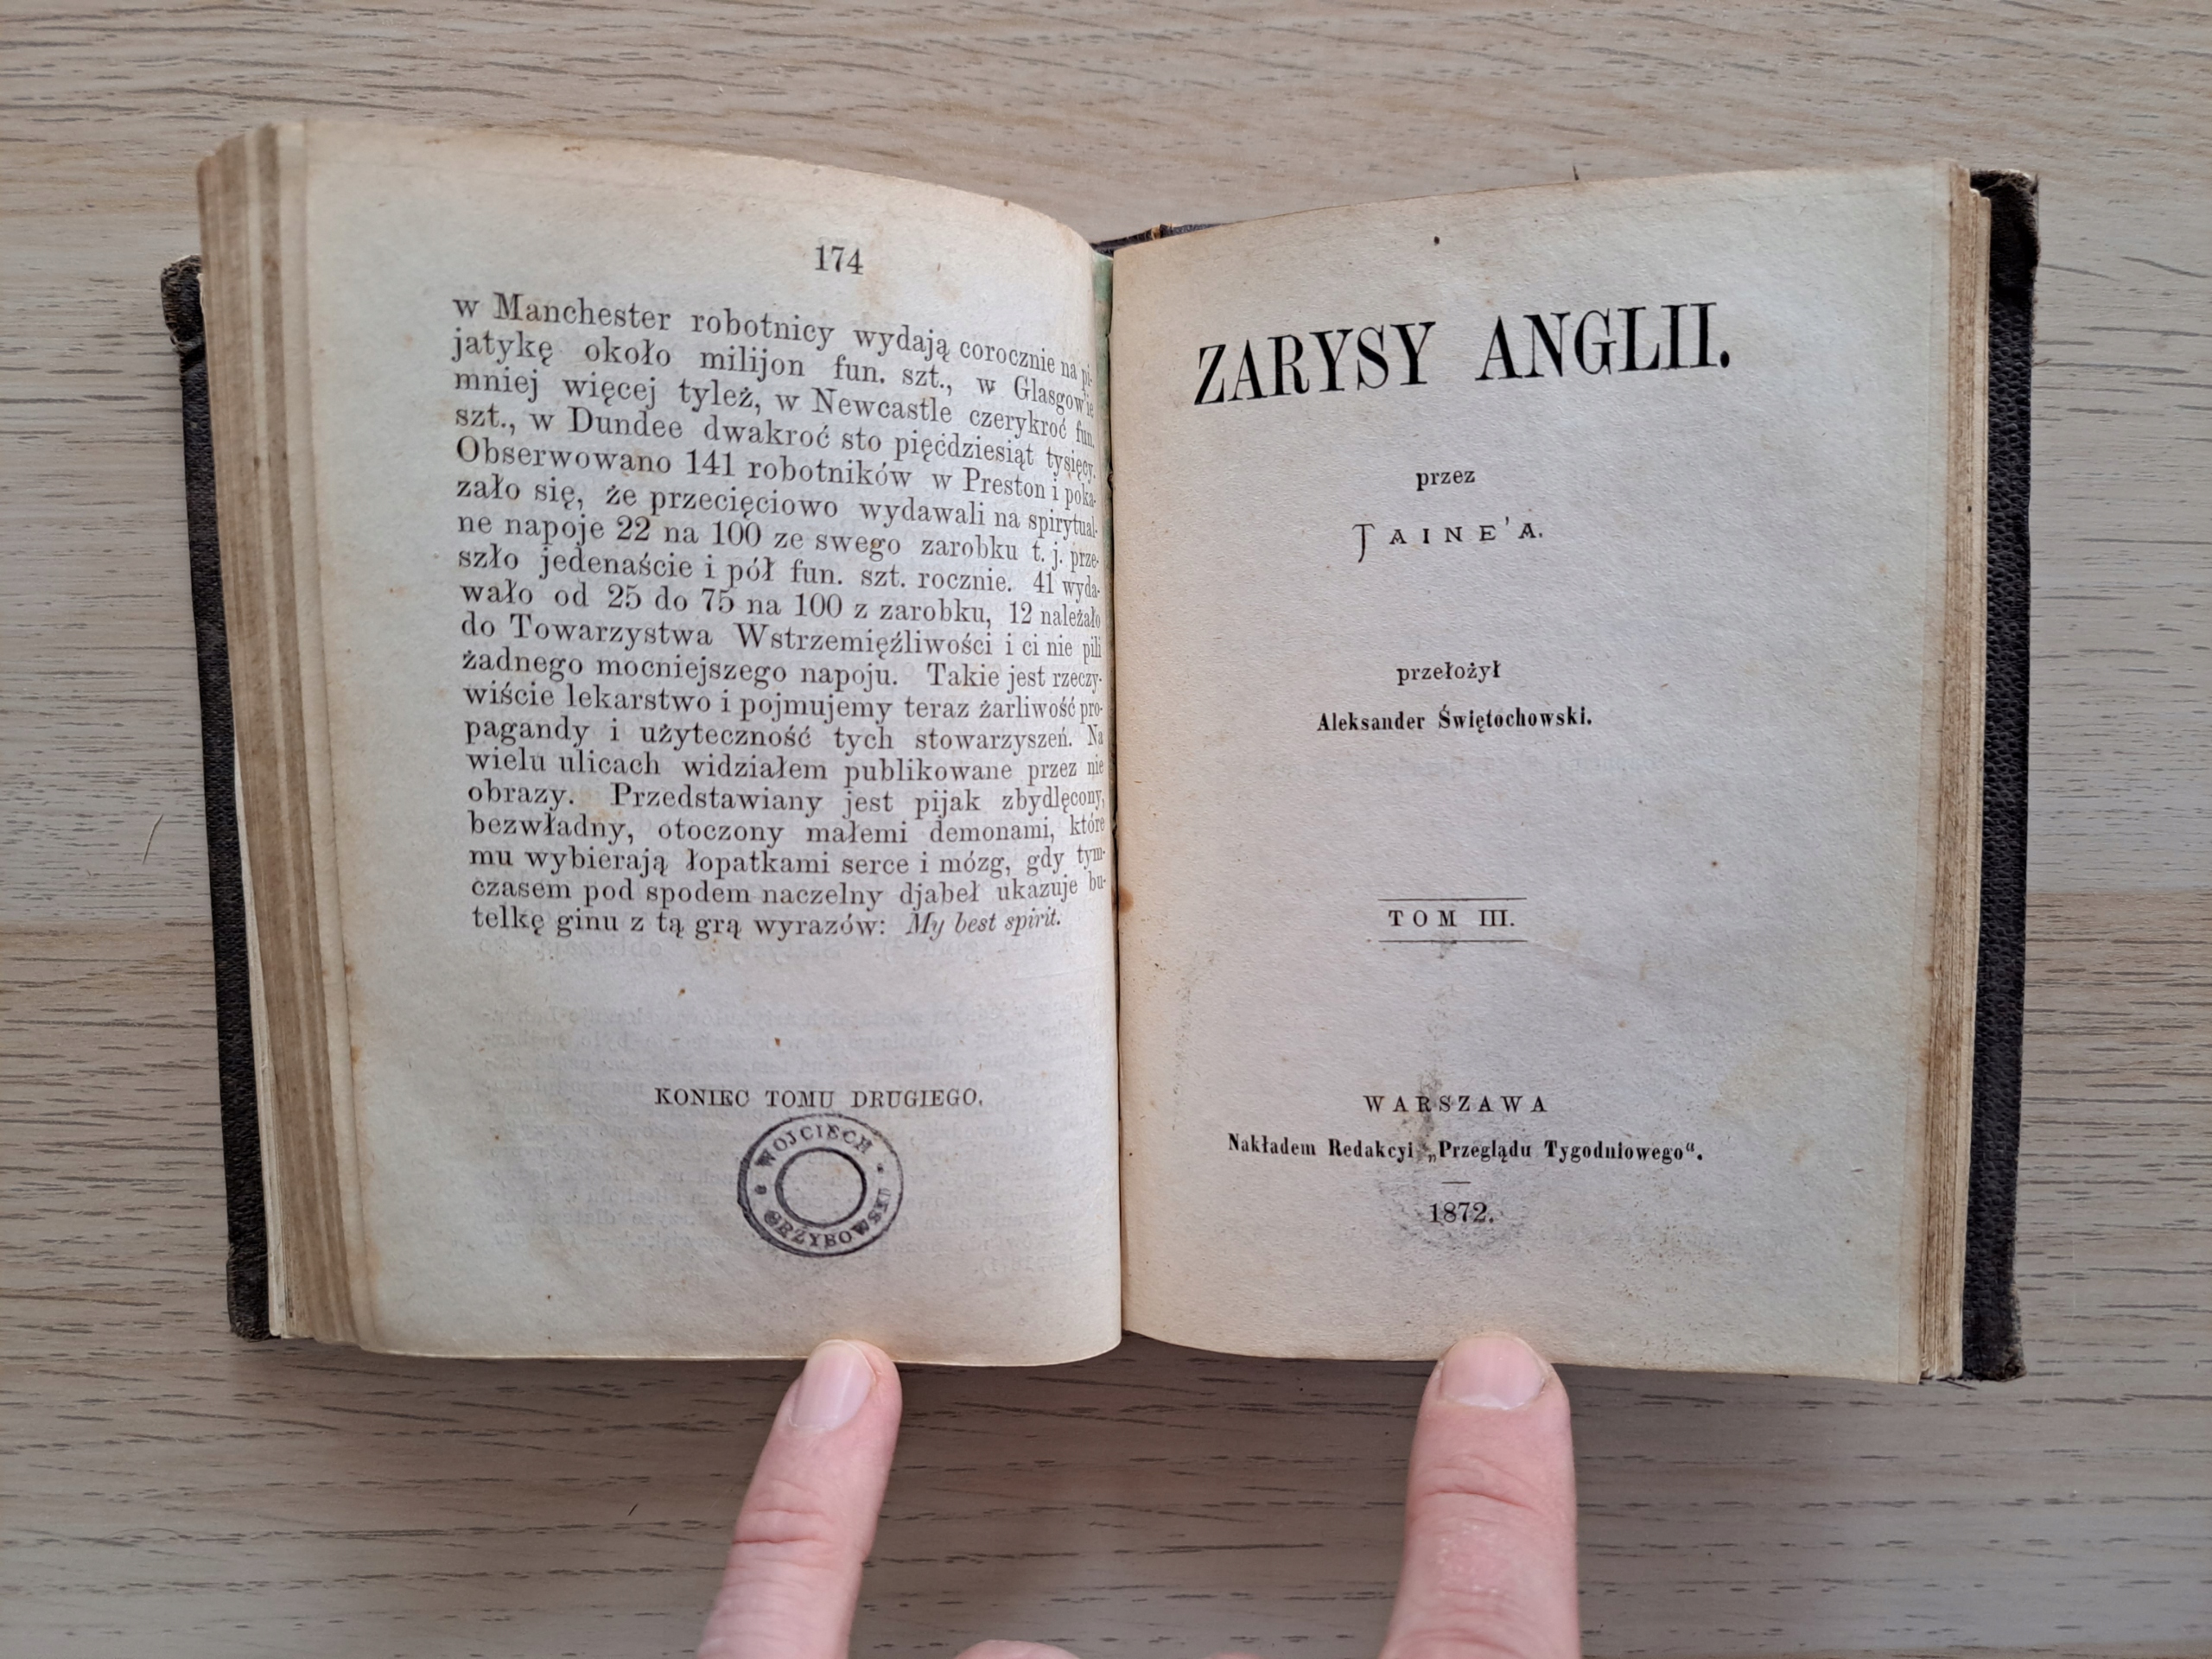 174
w Manchester robotnicy wydają corocznie na pi-
jatykę około milijon fun. szt., w Glasgowie
mniej więcej tyleż, w Newcastle czerykroć fun.
szt., w Dundee dwakroć sto pięćdziesiąt tysięcy.
Obserwowano 141 robotników w Preston i poka-
zało się, że przecięciowo wydawali na spirytual-
ne napoje 22 na 100 ze swego zarobku t. j. prze-
szło jedenaście i pół fun. szt. rocznie. 41 wyda-
wało od 25 do 75 na 100 z zarobku, 12 należało
do Towarzystwa Wstrzemięźliwości i ci nie pili
żadnego mocniejszego napoju. Takie jest rzeczy-
wiście lekarstwo i pojmujemy teraz żarliwość pro-
pagandy i użyteczność tych stowarzyszeń. Na
wielu ulicach widziałem publikowane przez nie
obrazy. Przedstawiany jest pijak zbydlęcony,
bezwładny, otoczony małemi demonami, które
mu wybierają łopatkami serce i mózg, gdy tym-
czasem pod spodem naczelny djabeł ukazuje bu-
telkę ginu z tą grą wyrazów: My best spirit.
KONIEC TOMU DRUGIEGO.
WOJCIECH
GRZYBOWSKI
ZARYSY ANGLII.
przez
TAINE'A.
przełożył
Aleksander Świętochowski.
TOM III.
WARSZAWA
Nakładem Redakcyi „Przeglądu Tygodniowego“.
1872.